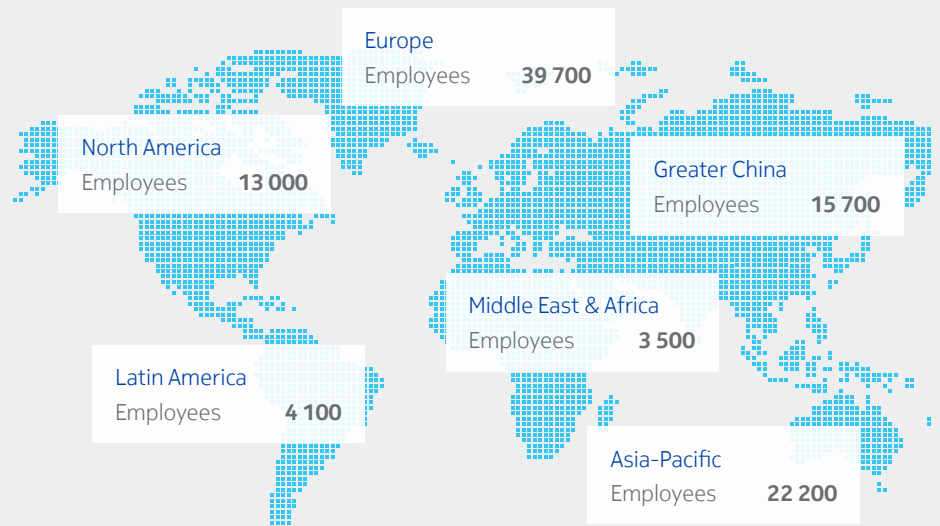 Europe
Employees 39 700
North America
Employees 13 000
Greater China
Employees 15 700
Middle East & Africa
Employees 3 500
Latin America
Employees 4 100
Asia-Pacific
Employees 22 200